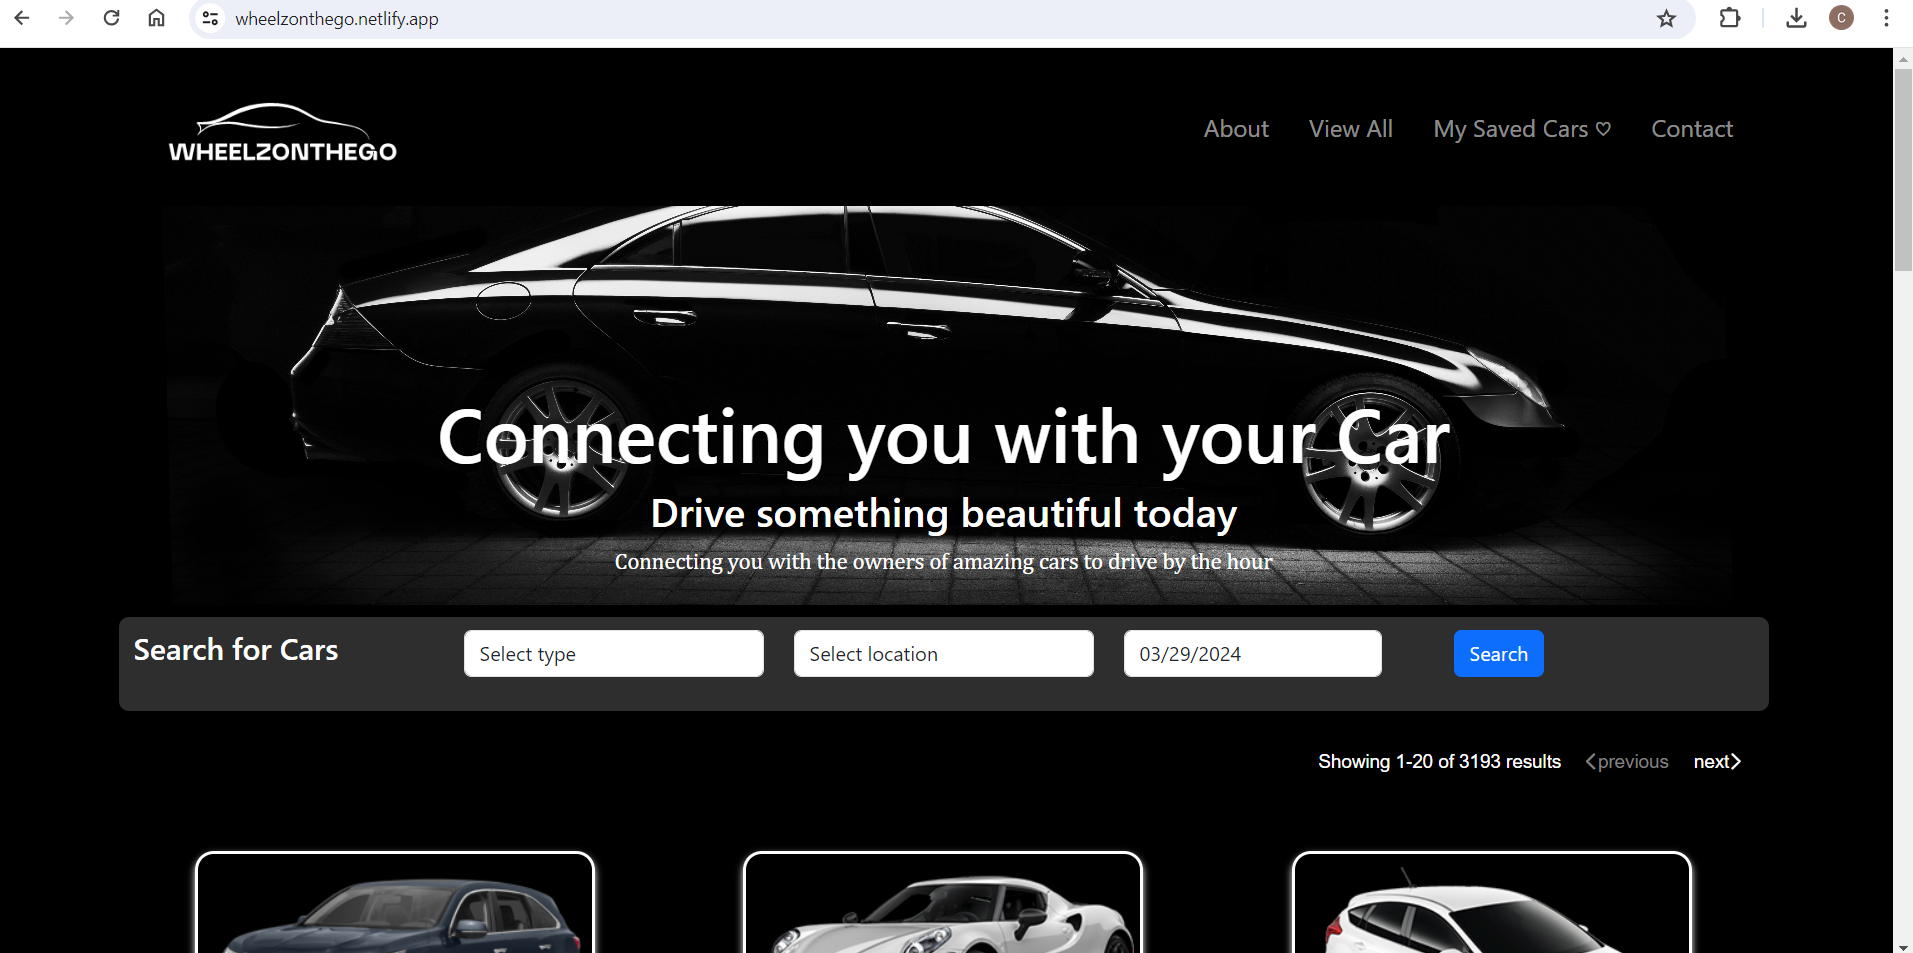 wheelzonthego.netlify.app
C
WHEELZONTHEGO
About View All My Saved Cars ♡ Contact
Connecting you with your Car
Drive something beautiful today
Connecting you with the owners of amazing cars to drive by the hour
Search for Cars Select type Select location 03/29/2024 Search
Showing 1-20 of 3193 results <previous next>